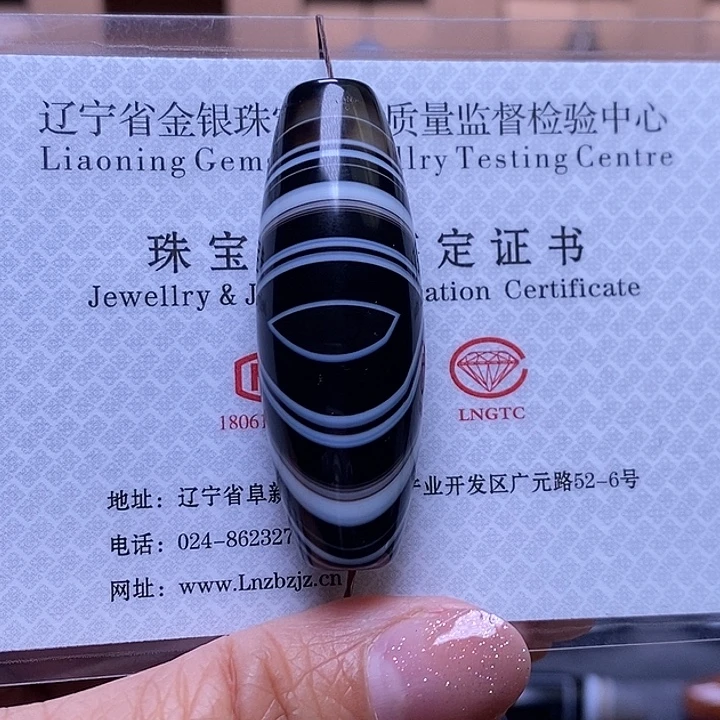 辽宁省金银珠 质量监督检验中心
Liaoning Gem llry Testing Centre
珠宝 定证书
Jewellry & J ation Certificate
18061
LNGTC
地址: 辽宁省阜新 业开发区广元路52-6号
电话: 024-862327
网址: www.Lnzbzjz.cn